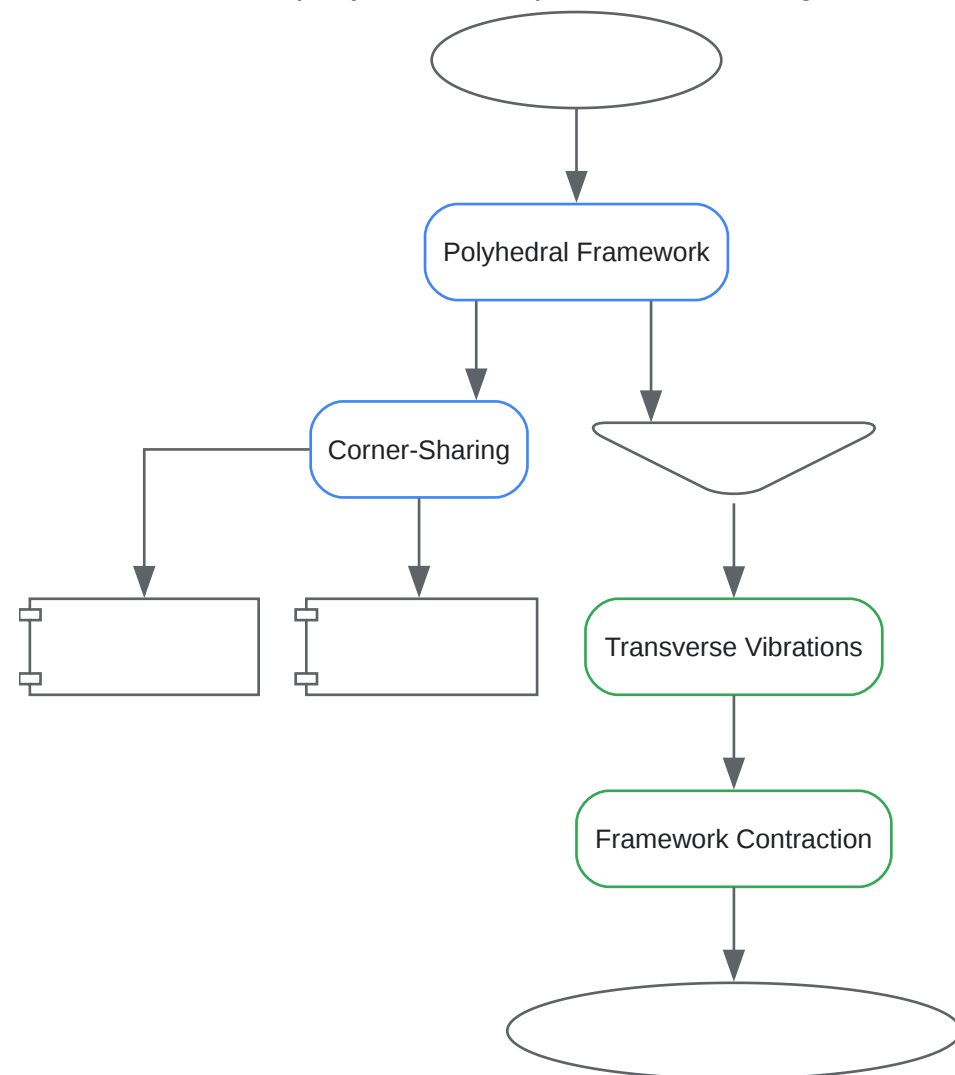 Polyhedral Framework
Corner-Sharing
Transverse Vibrations
Framework Contraction